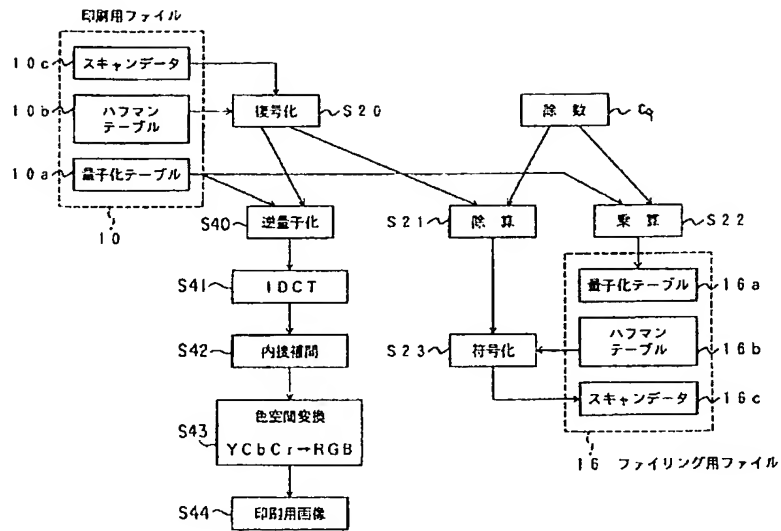 印刷用ファイル
10c スキャンデータ
10b ハフマン
テーブル
復号化 S20
除数 Cq
10a 量子化テーブル
10
S40 逆量子化
S21 除算
乗算 S22
S41 IDCT
量子化テーブル 16a
S42 内挿補間
S23 符号化
ハフマン
テーブル 16b
スキャンデータ 16c
S43 色空間変換
YCbCr→RGB
16 ファイリング用ファイル
S44 印刷用画像